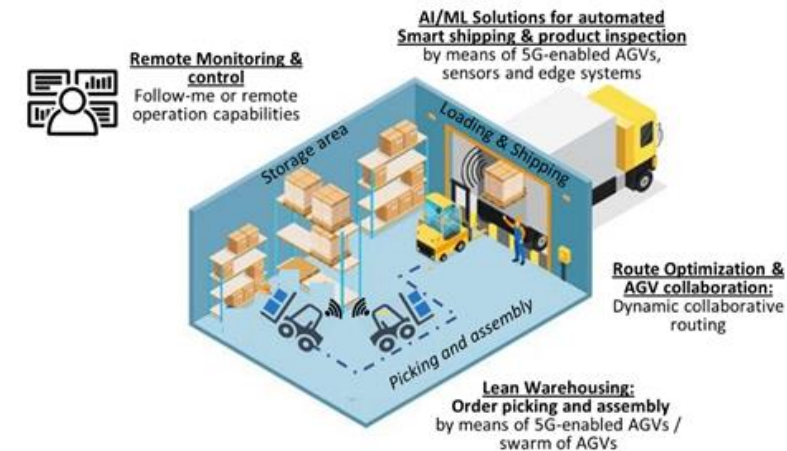 AI/ML Solutions for automated
Smart shipping & product inspection
by means of 5G-enabled AGVs,
sensors and edge systems
Remote Monitoring &
control
Follow-me or remote
operation capabilities
Storage area
Loading & Shipping
Route Optimization &
AGV collaboration:
Dynamic collaborative
routing
Picking and assembly
Lean Warehousing:
Order picking and assembly
by means of 5G-enabled AGVs /
swarm of AGVs